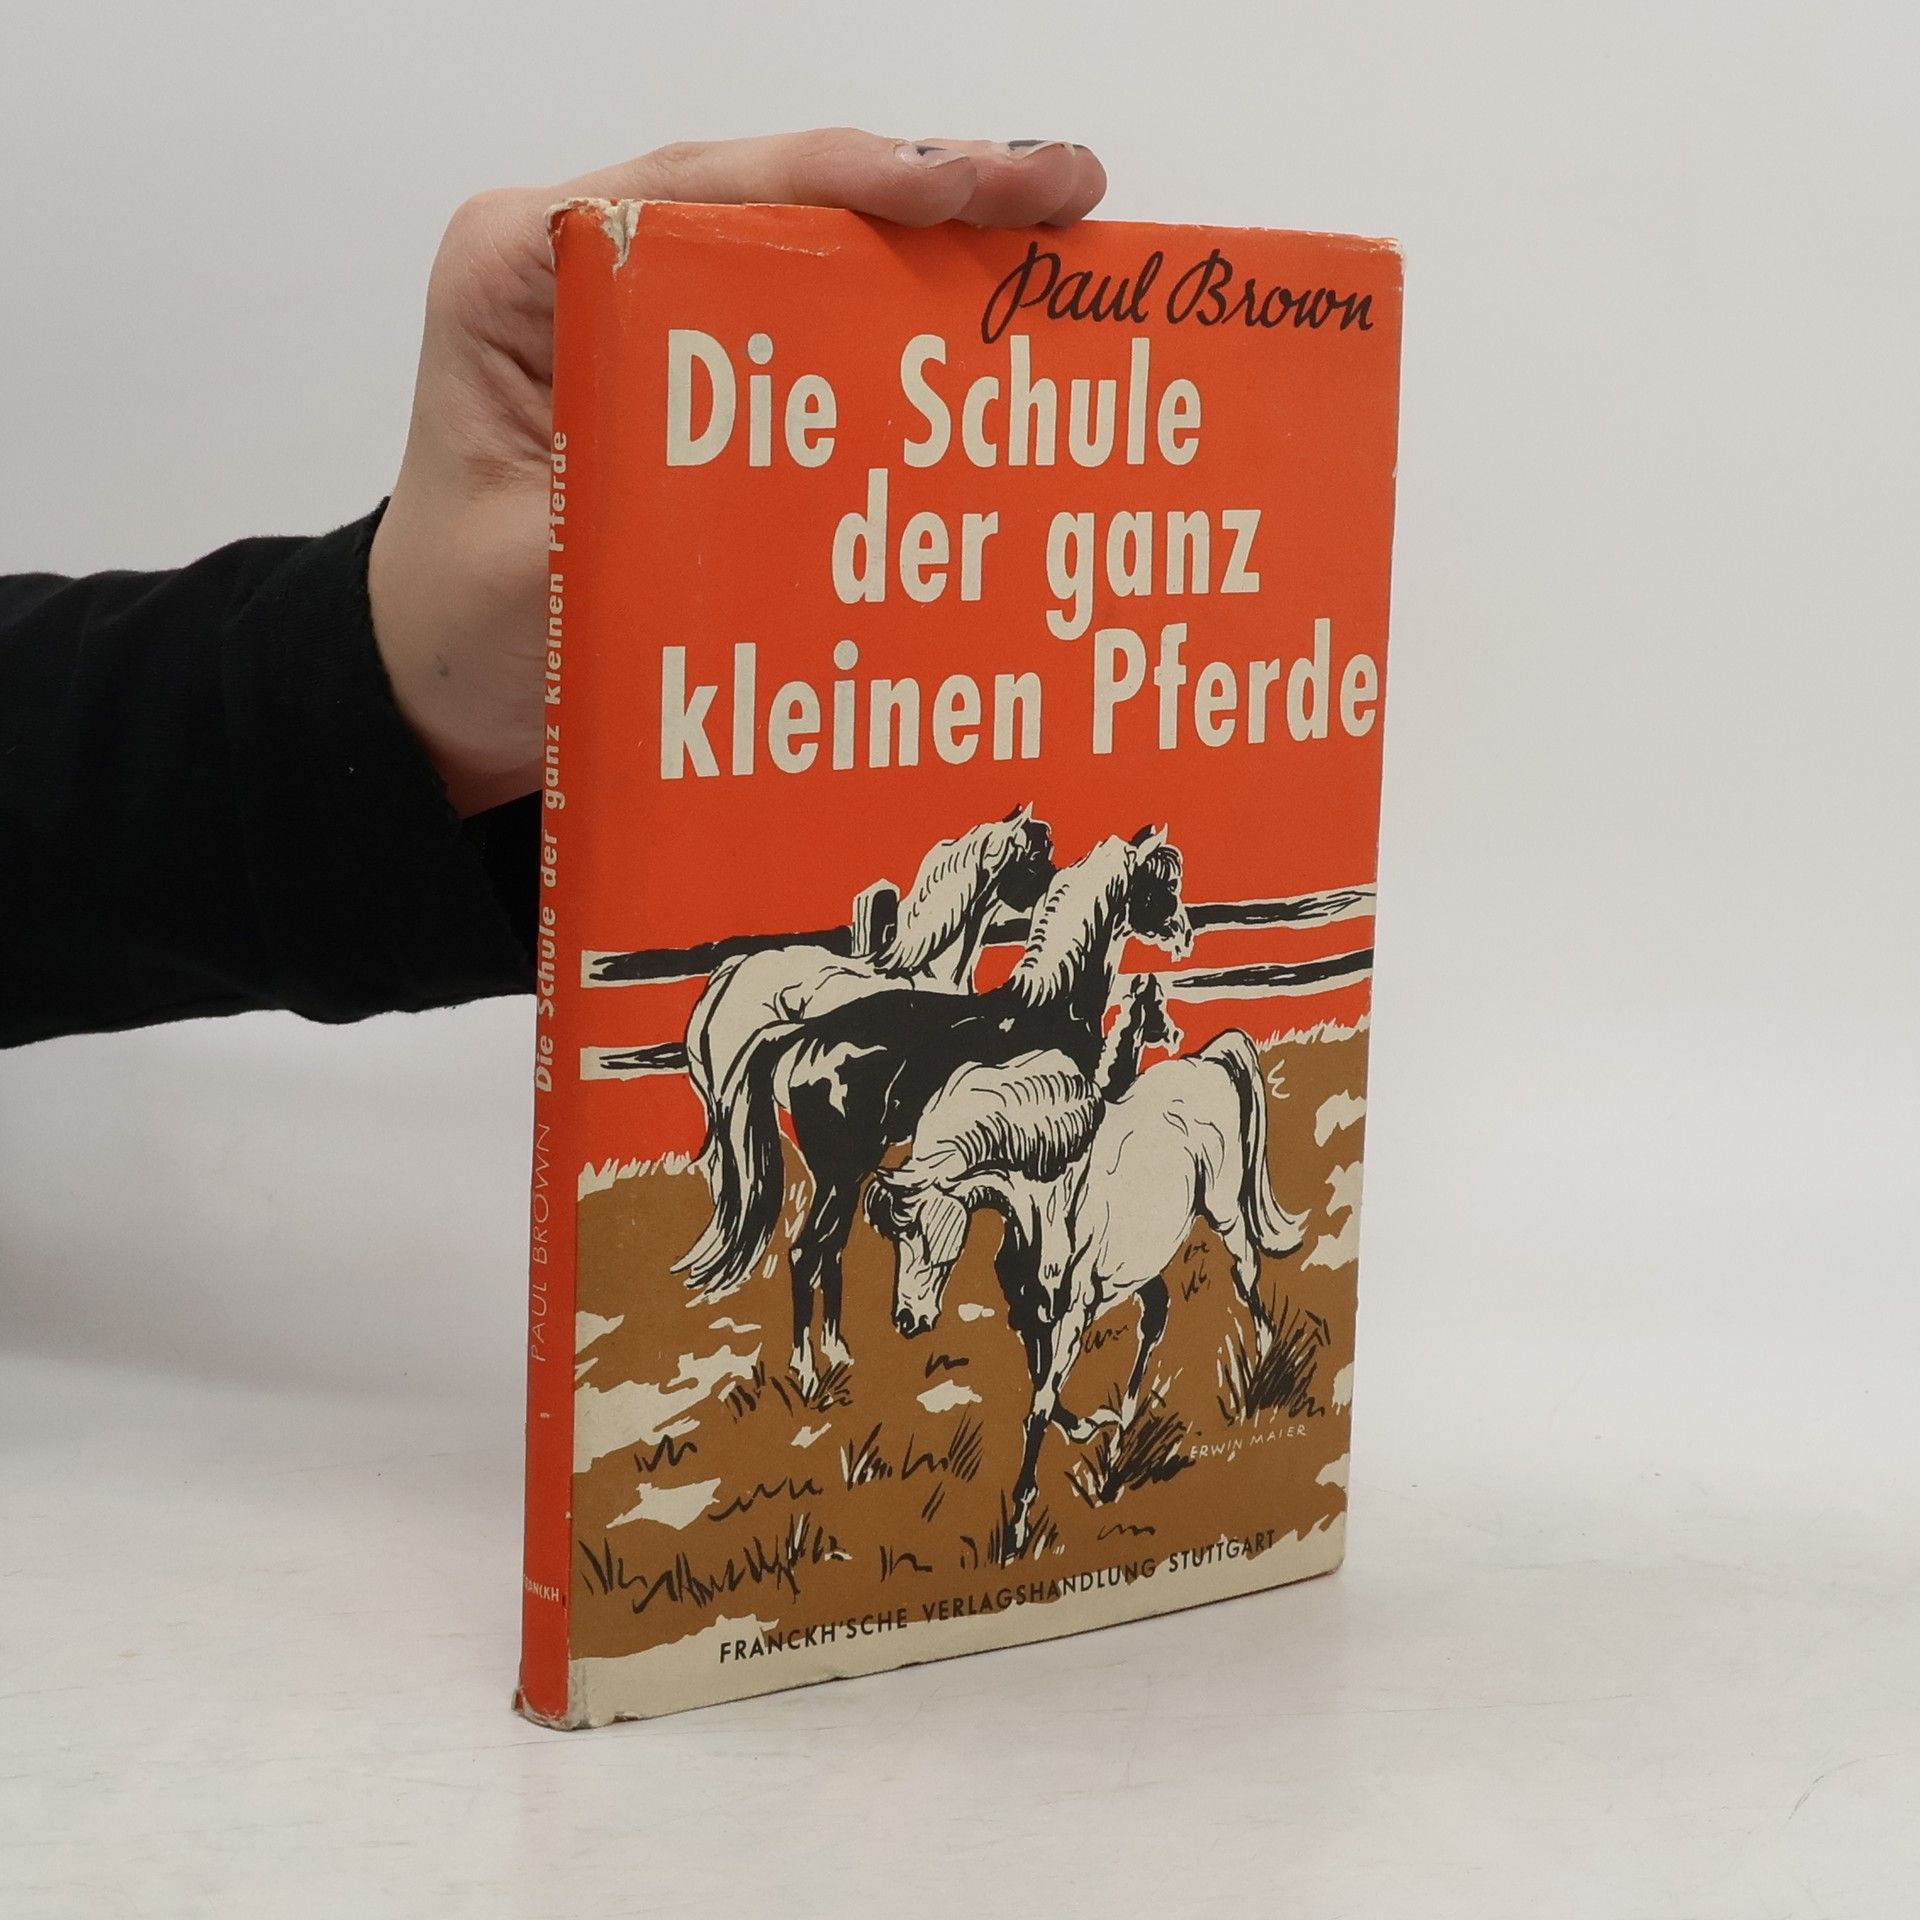 Paul Brown
Die Schule
der ganz
kleinen Pferde
ERWIN MAIER
FRANCKH'SCHE VERLAGSHANDLUNG STUTTGART
PAUL BROWN Die Schule der ganz kleinen Pferde
FRANCKH